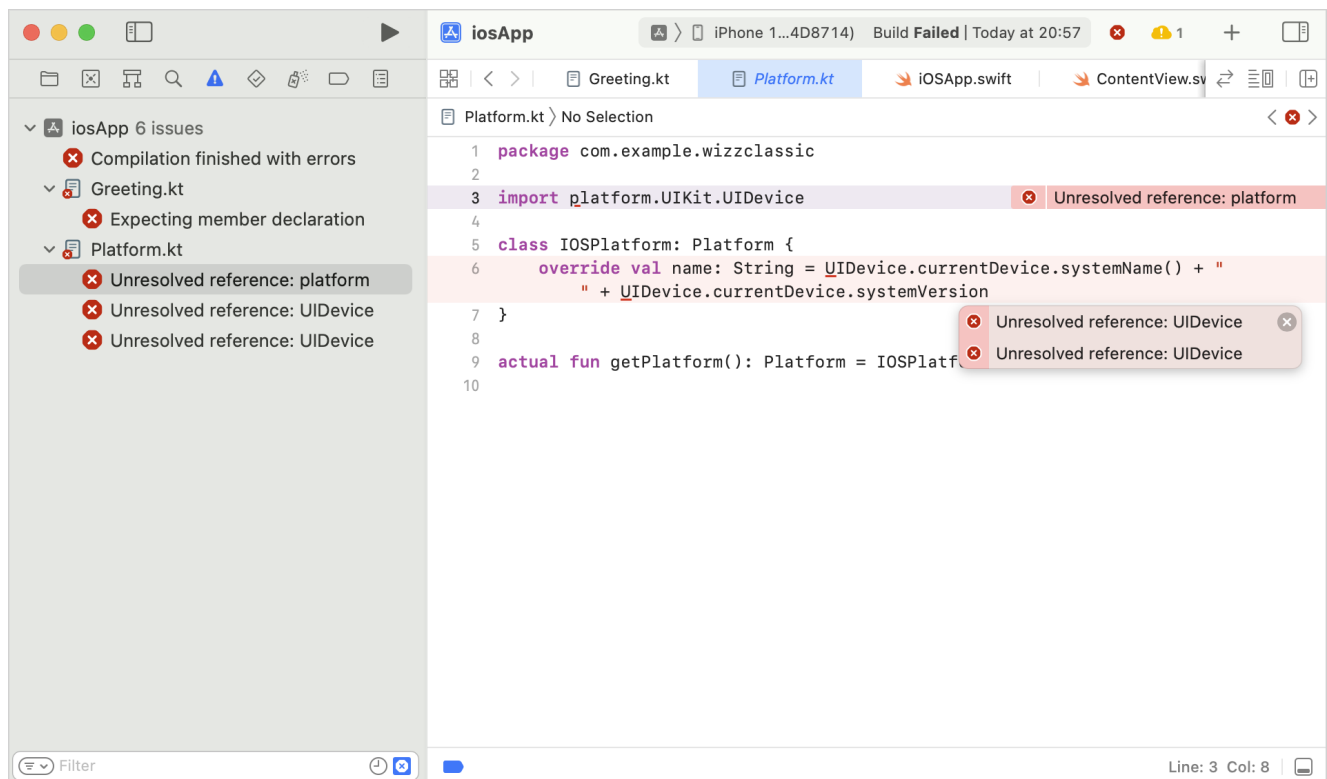 iosApp
iPhone 1...4D8714) Build Failed | Today at 20:57
1
Greeting.kt
Platform.kt
iOSApp.swift
ContentView.sw
Platform.kt
No Selection
iosApp 6 issues
Compilation finished with errors
Greeting.kt
Expecting member declaration
Platform.kt
Unresolved reference: platform
Unresolved reference: UIDevice
Unresolved reference: UIDevice
1 package com.example.wizzclassic
2
3 import platform.UIKit.UIDevice
Unresolved reference: platform
4
5 class IOSPlatform: Platform {
6 override val name: String = UIDevice.currentDevice.systemName() + "
" + UIDevice.currentDevice.systemVersion
7 }
Unresolved reference: UIDevice
Unresolved reference: UIDevice
8
9 actual fun getPlatform(): Platform = IOSPlatf
10
Filter
Line: 3 Col: 8